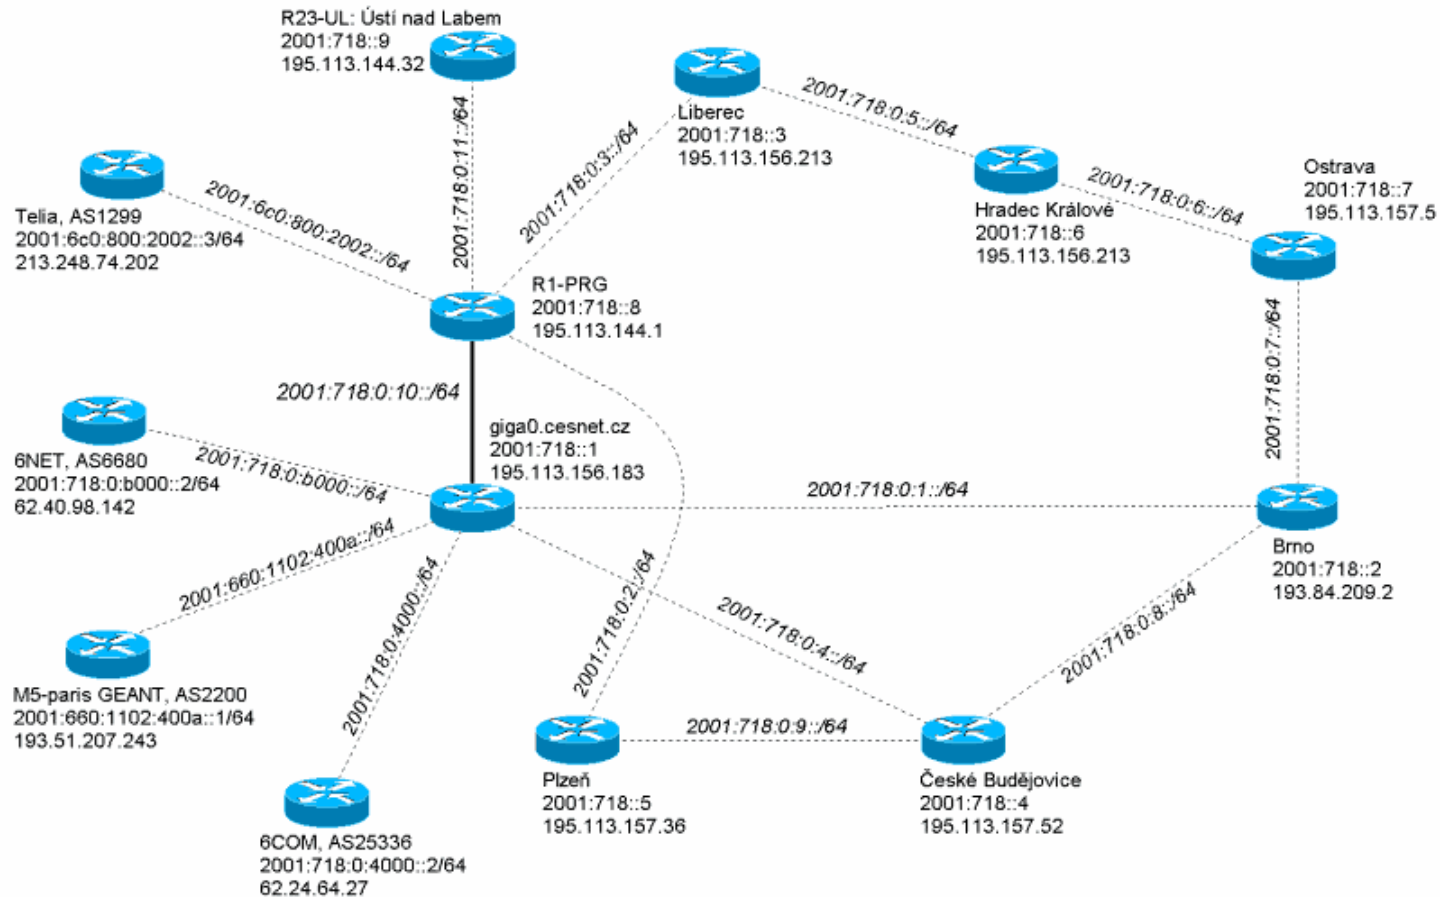 R23-UL: Ústí nad Labem
2001:718::9
195.113.144.32
2001:718:0:11::/64
Liberec
2001:718::3
195.113.156.213
2001:718:0:3::/64
2001:718:0:5::/64
Hradec Králové
2001:718::6
195.113.156.213
2001:718:0:6::/64
Ostrava
2001:718::7
195.113.157.5
Telia, AS1299
2001:6c0:800:2002::3/64
213.248.74.202
2001:6c0:800:2002::/64
R1-PRG
2001:718::8
195.113.144.1
2001:718:0:10::/64
2001:718:0:7::/64
giga0.cesnet.cz
2001:718::1
195.113.156.183
6NET, AS6680
2001:718:0:b000::2/64
62.40.98.142
2001:718:0:b000::/64
2001:718:0:1::/64
Brno
2001:718::2
193.84.209.2
2001:660:1102:400a::/64
2001:718:0:4000::/64
2001:718:0:2::/64
2001:718:0:4::/64
2001:718:0:8::/64
M5-paris GEANT, AS2200
2001:660:1102:400a::1/64
193.51.207.243
2001:718:0:9::/64
Plzeň
2001:718::5
195.113.157.36
České Budějovice
2001:718::4
195.113.157.52
6COM, AS25336
2001:718:0:4000::2/64
62.24.64.27